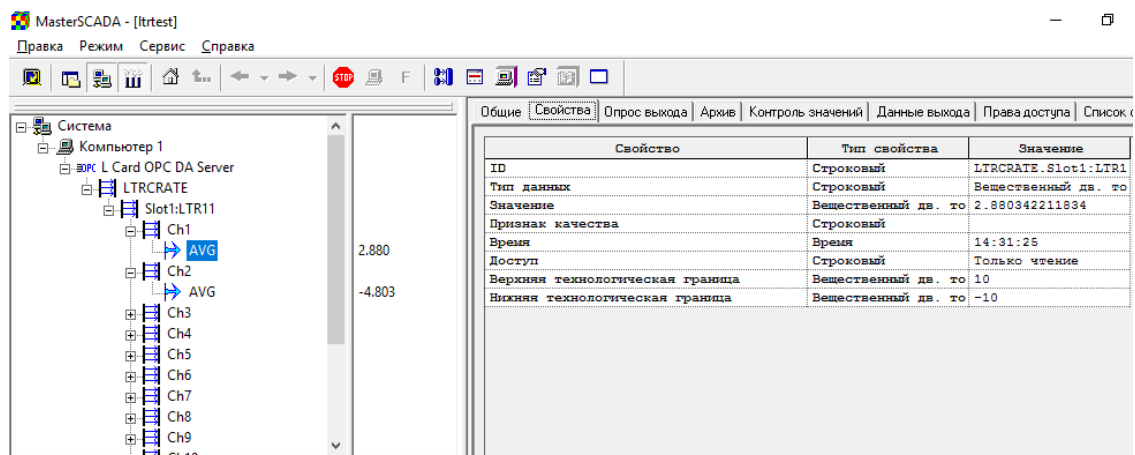 MasterSCADA - [ltrtest]
Правка Режим Сервис Справка
STOP F
Система
Компьютер 1
OPC L Card OPC DA Server
LTRCRATE
Slot1:LTR11
Ch1
AVG 2.880
Ch2
AVG -4.803
Ch3
Ch4
Ch5
Ch6
Ch7
Ch8
Ch9
Общие Свойства Опрос выхода Архив Контроль значений Данные выхода Права доступа Список
Свойство Тип свойства Значение
ID Строковый LTRCRATE.Slot1:LTR1
Тип данных Строковый Вещественный дв. то
Значение Вещественный дв. то 2.880342211834
Признак качества Строковый
Время Время 14:31:25
Доступ Строковый Только чтение
Верхняя технологическая граница Вещественный дв. то 10
Нижняя технологическая граница Вещественный дв. то -10